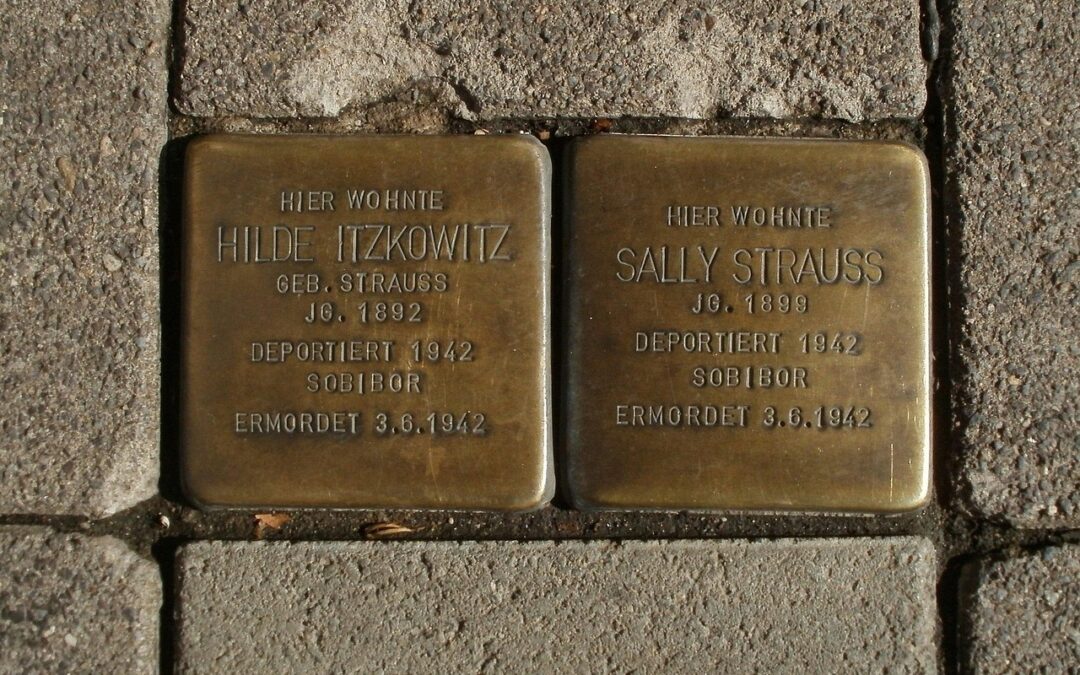 HIER WOHNTE
HILDE ITZKOWITZ
GEB. STRAUSS
JG. 1892
DEPORTIERT 1942
SOBIBOR
ERMORDET 3.6.1942
HIER WOHNTE
SALLY STRAUSS
JG. 1899
DEPORTIERT 1942
SOBIBOR
ERMORDET 3.6.1942